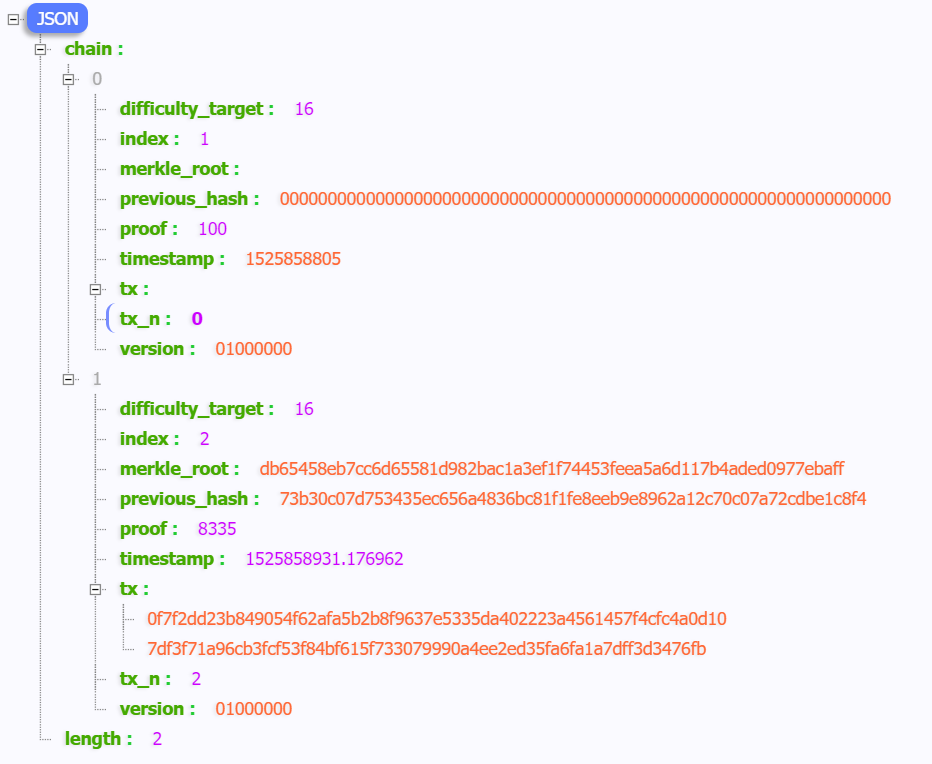 JSON
chain :
0
difficulty_target : 16
index : 1
merkle_root :
previous_hash : 0000000000000000000000000000000000000000000000000000000000000000
proof : 100
timestamp : 1525858805
tx :
tx_n : 0
version : 01000000
1
difficulty_target : 16
index : 2
merkle_root : db65458eb7cc6d65581d982bac1a3ef1f74453feea5a6d117b4aded0977ebaff
previous_hash : 73b30c07d753435ec656a4836bc81f1fe8eeb9e8962a12c70c07a72cdbe1c8f4
proof : 8335
timestamp : 1525858931.176962
tx :
0f7f2dd23b849054f62afa5b2b8f9637e5335da402223a4561457f4cfc4a0d10
7df3f71a96cb3fcf53f84bf615f733079990a4ee2ed35fa6fa1a7dff3d3476fb
tx_n : 2
version : 01000000
length : 2